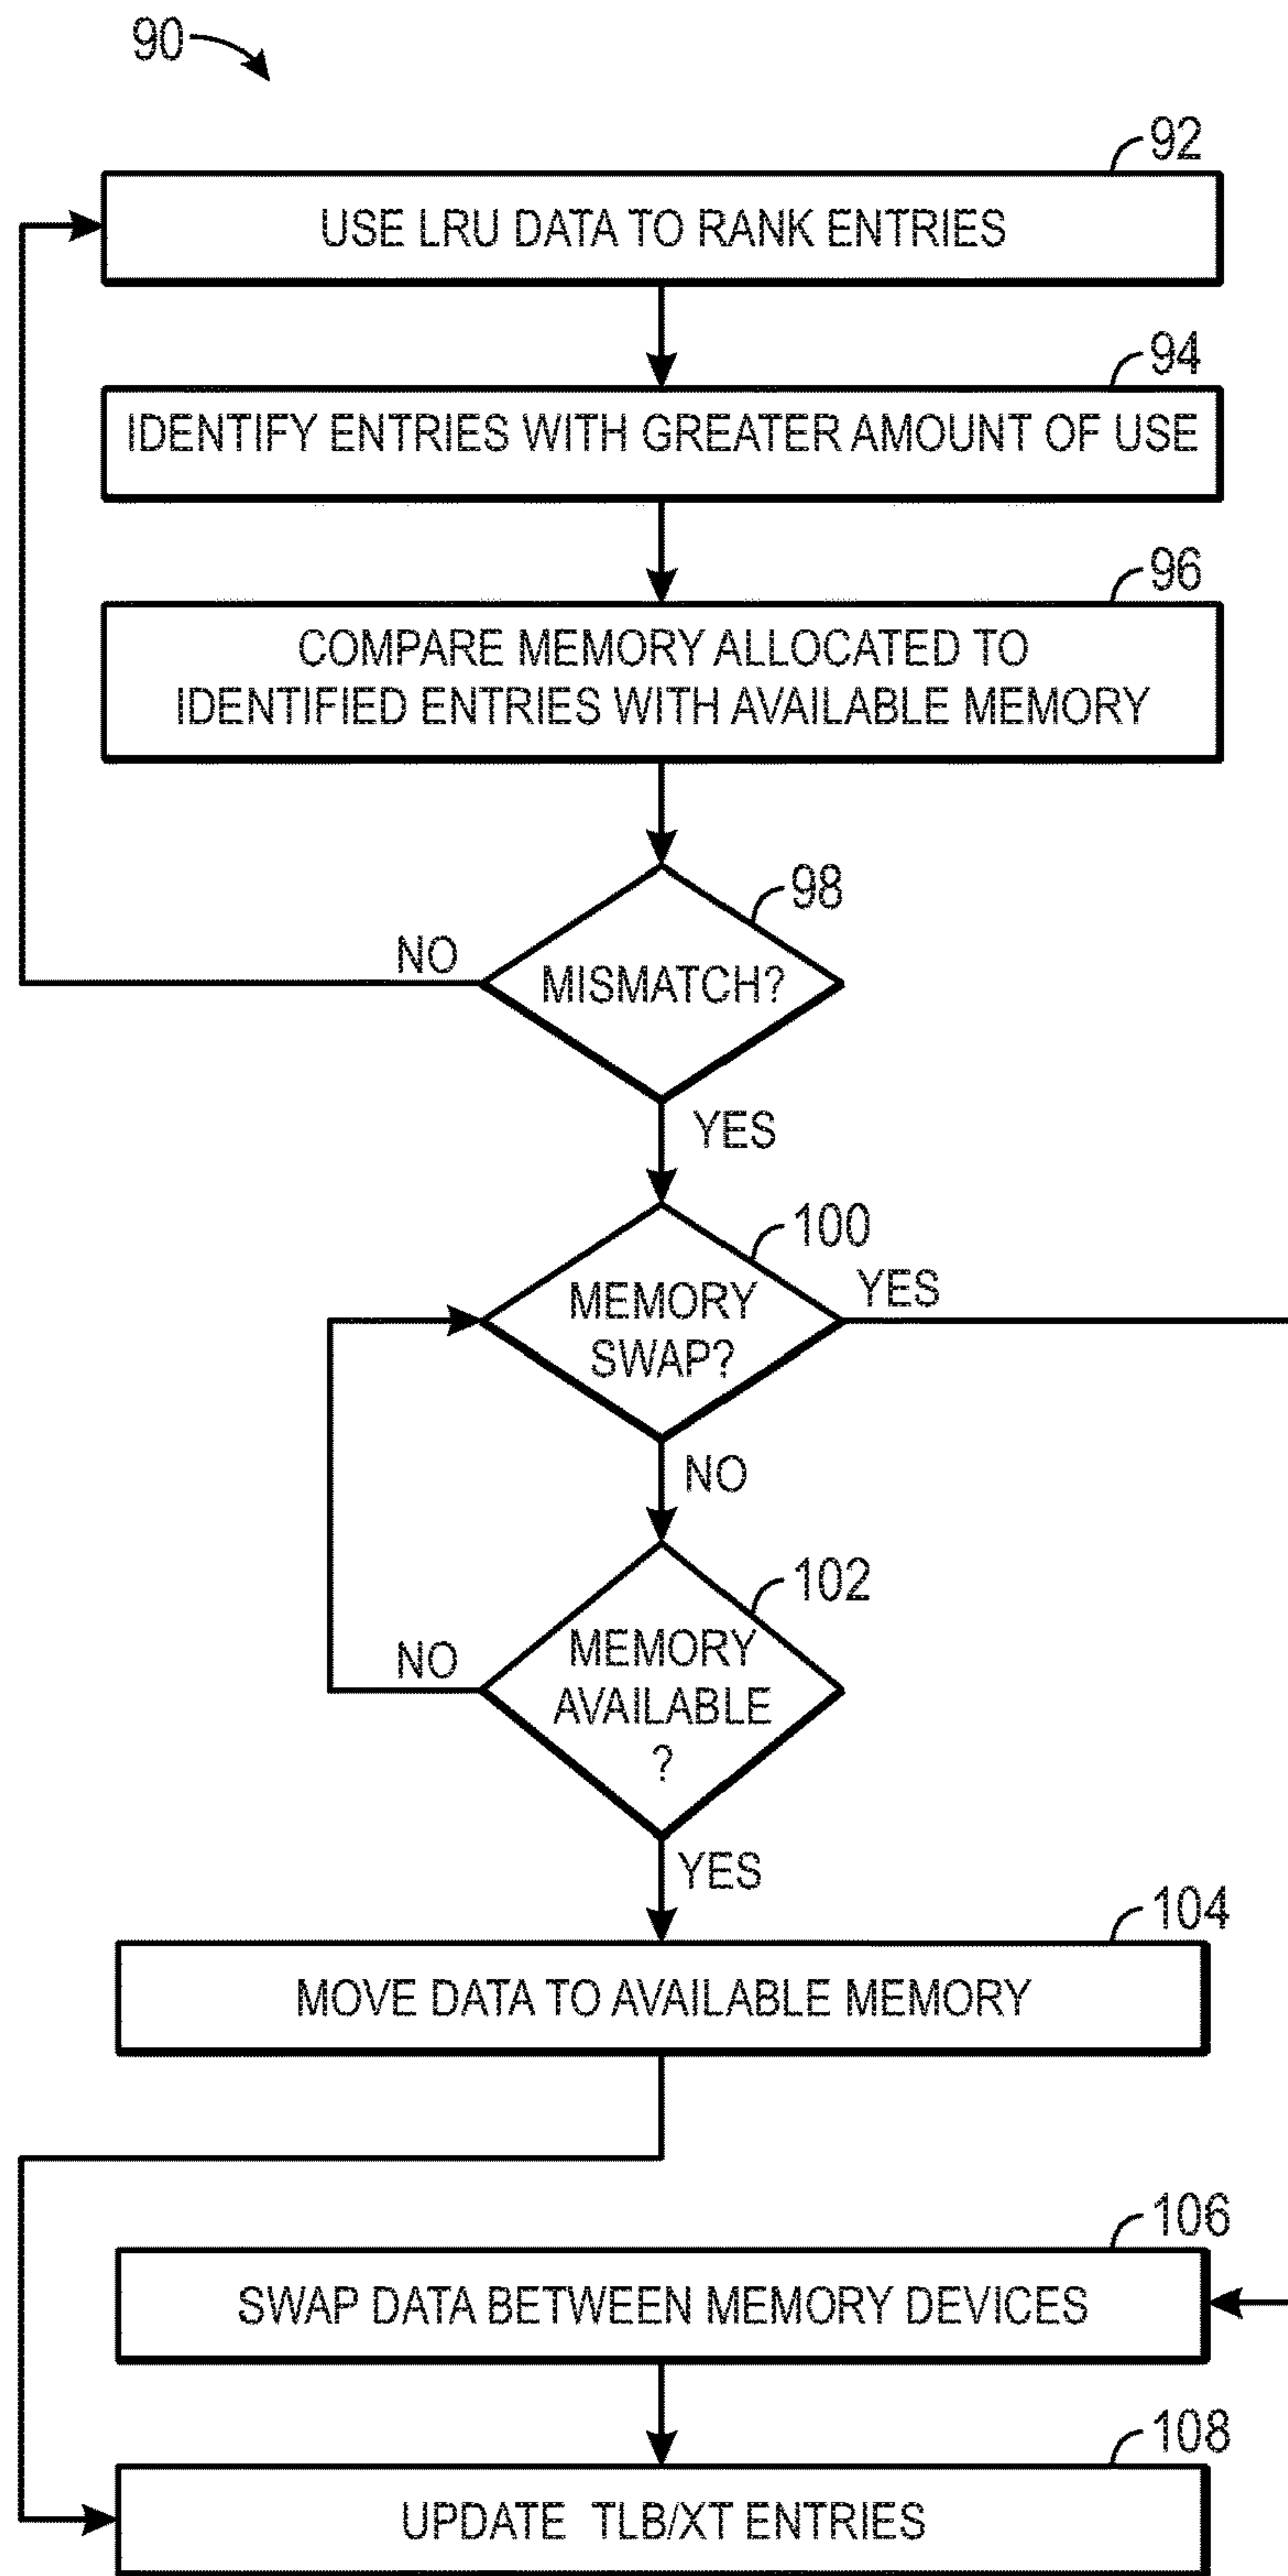 90
92
USE LRU DATA TO RANK ENTRIES
94
IDENTIFY ENTRIES WITH GREATER AMOUNT OF USE
96
COMPARE MEMORY ALLOCATED TO
IDENTIFIED ENTRIES WITH AVAILABLE MEMORY
98
NO
MISMATCH?
YES
100
YES
MEMORY
SWAP?
NO
102
NO
MEMORY
AVAILABLE
?
YES
104
MOVE DATA TO AVAILABLE MEMORY
106
SWAP DATA BETWEEN MEMORY DEVICES
108
UPDATE TLB/XT ENTRIES